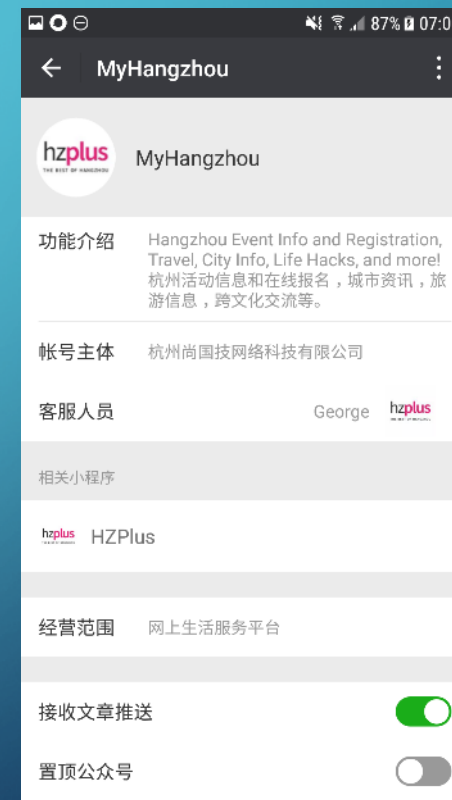 87% 07:0
MyHangzhou
hzplus
THE BEST OF HANGZHOU
MyHangzhou
功能介绍
Hangzhou Event Info and Registration,
Travel, City Info, Life Hacks, and more!
杭州活动信息和在线报名，城市资讯，旅
游信息，跨文化交流等。
帐号主体 杭州尚国技网络科技有限公司
客服人员 George hzplus
相关小程序
hzplus HZPlus
经营范围 网上生活服务平台
接收文章推送
置顶公众号